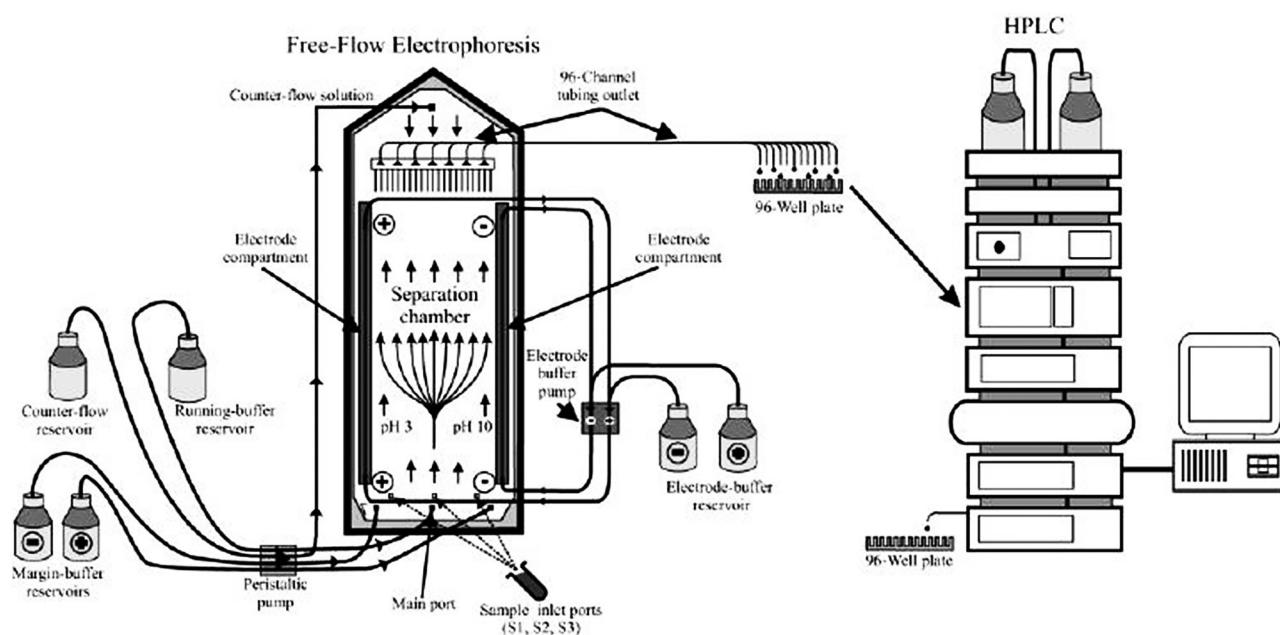 HPLC
Free-Flow Electrophoresis
96-Channel
tubing outlet
Counter-flow solution
96-Well plate
Electrode
compartment
Electrode
compartment
+
-
Separation
chamber
Electrode
buffer
pump
Counter-flow
reservoir
Running-buffer
reservoir
pH 3
pH 10
+
-
Electrode-buffer
reservoir
Margin-buffer
reservoirs
Peristaltic
pump
Main port
Sample inlet ports
(S1, S2, S3)
96-Well plate